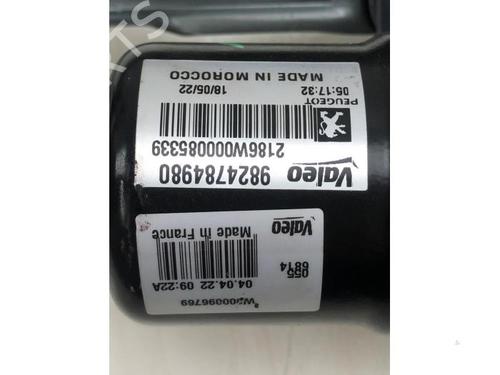 MADE IN MOROCCO
18/05/22
05:17:32
PEUGEOT
2186W000085339
Valeo
9824784980
Valeo
Made in France
055
6814
04.04.22 09:22A